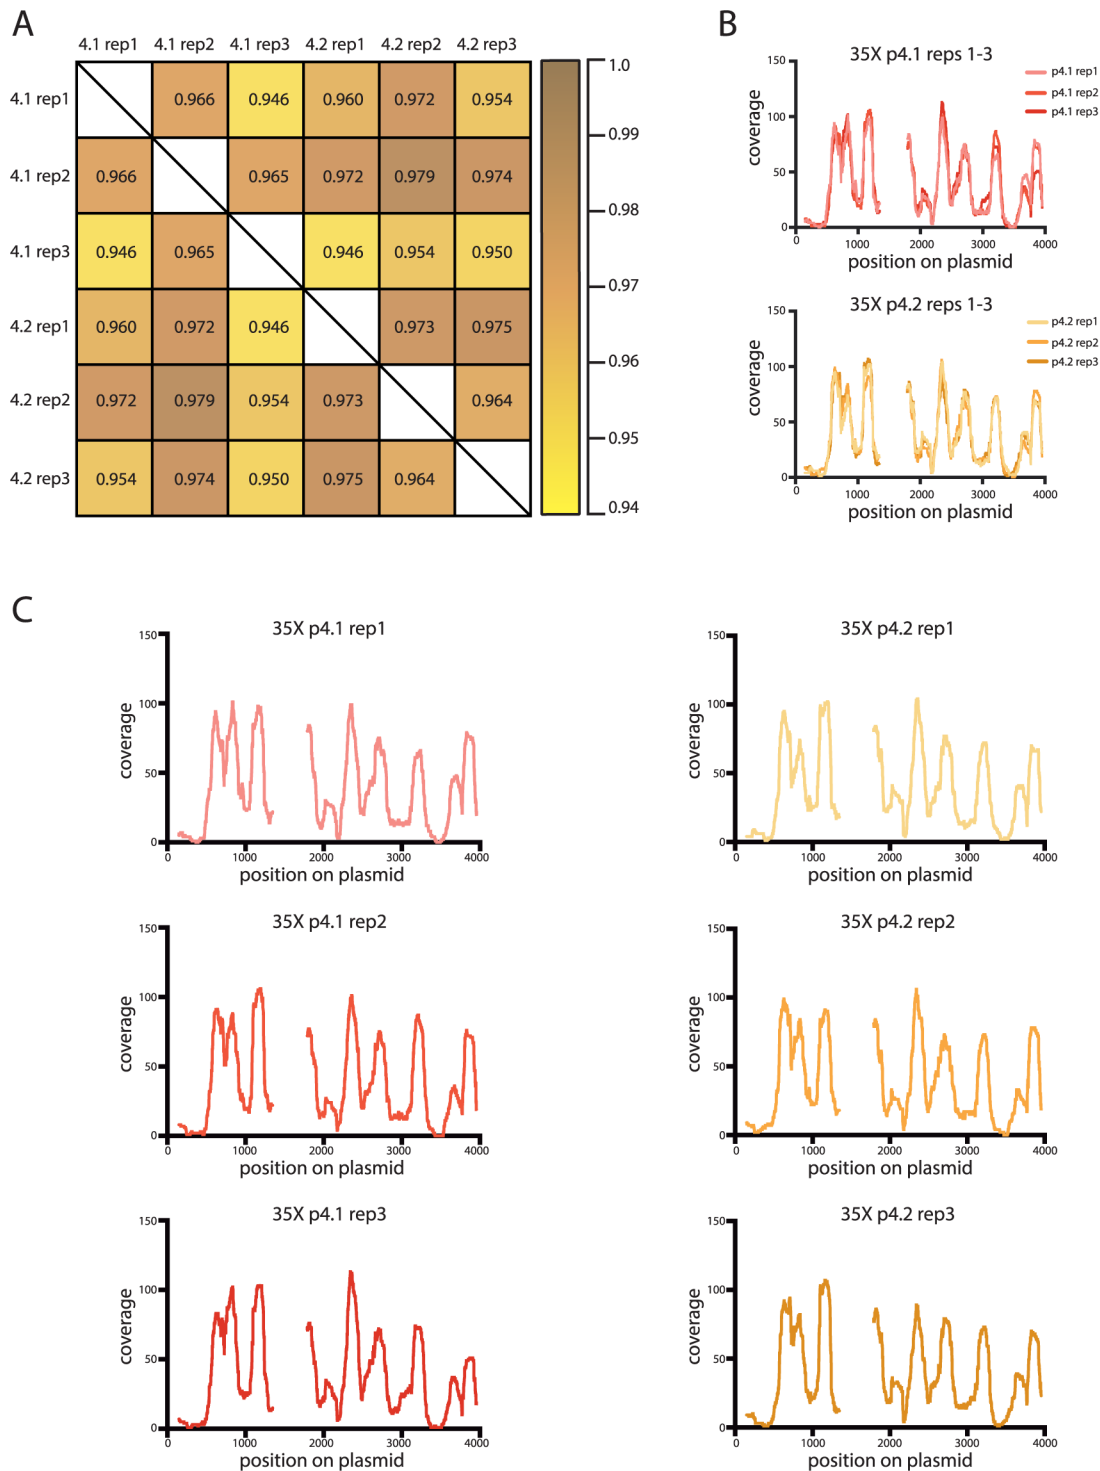 A
4.1 rep1 4.1 rep2 4.1 rep3 4.2 rep1 4.2 rep2 4.2 rep3
4.1 rep1 0.966 0.946 0.960 0.972 0.954
4.1 rep2 0.966 0.965 0.972 0.979 0.974
4.1 rep3 0.946 0.965 0.946 0.954 0.950
4.2 rep1 0.960 0.972 0.946 0.973 0.975
4.2 rep2 0.972 0.979 0.954 0.973 0.964
4.2 rep3 0.954 0.974 0.950 0.975 0.964
1.0
0.99
0.98
0.97
0.96
0.95
0.94
B
35X p4.1 reps 1-3
p4.1 rep1
p4.1 rep2
p4.1 rep3
coverage
150
100
50
0
0 1000 2000 3000 4000
position on plasmid
35X p4.2 reps 1-3
p4.2 rep1
p4.2 rep2
p4.2 rep3
coverage
150
100
50
0
0 1000 2000 3000 4000
position on plasmid
C
35X p4.1 rep1
coverage
150
100
50
0
0 1000 2000 3000 4000
position on plasmid
35X p4.2 rep1
coverage
150
100
50
0
0 1000 2000 3000 4000
position on plasmid
35X p4.1 rep2
coverage
150
100
50
0
0 1000 2000 3000 4000
position on plasmid
35X p4.2 rep2
coverage
150
100
50
0
0 1000 2000 3000 4000
position on plasmid
35X p4.1 rep3
coverage
150
100
50
0
0 1000 2000 3000 4000
position on plasmid
35X p4.2 rep3
coverage
150
100
50
0
0 1000 2000 3000 4000
position on plasmid